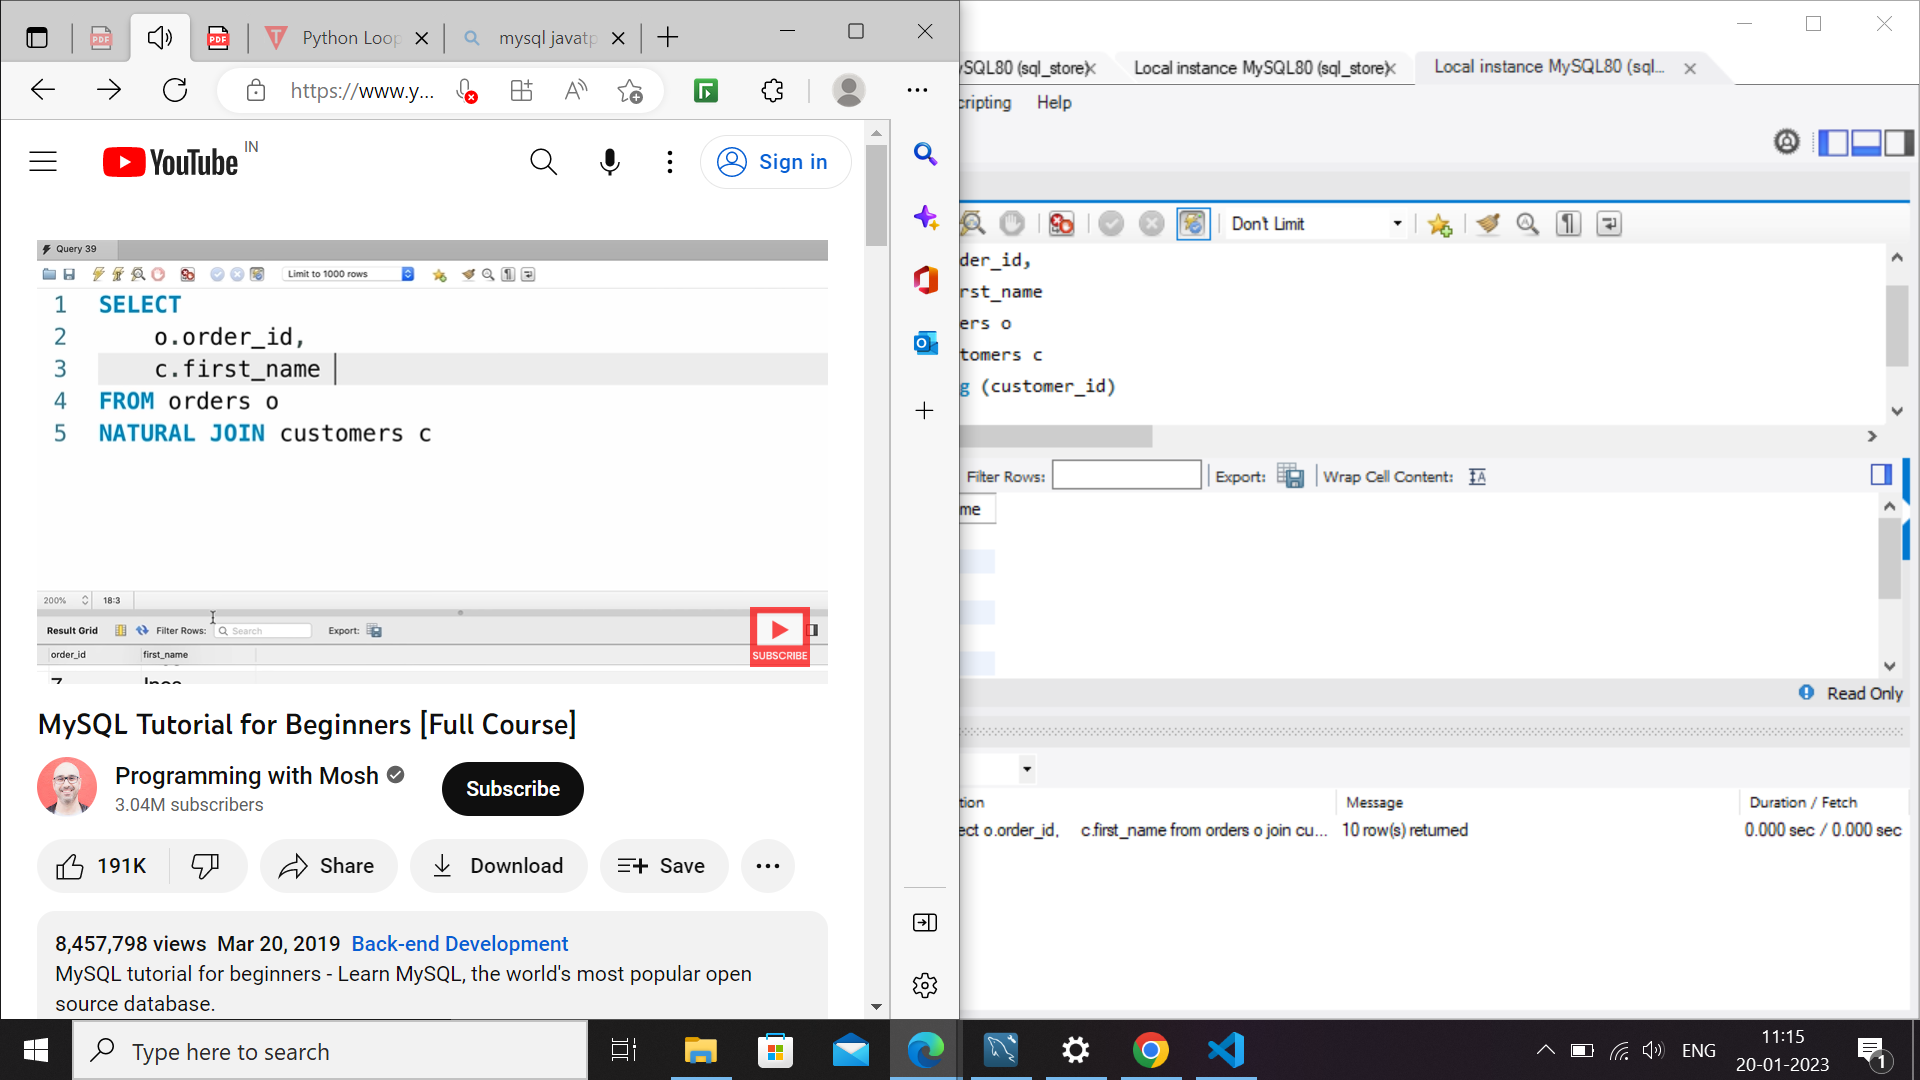 Python Loop
mysql javatp
https://www.y...
YouTube IN
Sign in
Query 39
Limit to 1000 rows
1 SELECT
2 o.order_id,
3 c.first_name
4 FROM orders o
5 NATURAL JOIN customers c
200% 18:3
Result Grid Filter Rows: Search Export:
SUBSCRIBE
order_id first_name
MySQL Tutorial for Beginners [Full Course]
Programming with Mosh
3.04M subscribers
Subscribe
191K
Share
Download
Save
8,457,798 views Mar 20, 2019 Back-end Development
MySQL tutorial for beginners - Learn MySQL, the world's most popular open
source database.
ySQL80 (sql_store)
Local instance MySQL80 (sql_store)
Local instance MySQL80 (sql...
cripting Help
Don't Limit
der_id,
rst_name
ers o
tomers c
g (customer_id)
Filter Rows: Export: Wrap Cell Content:
me
Read Only
tion Message Duration / Fetch
ect o.order_id, c.first_name from orders o join cu... 10 row(s) returned 0.000 sec / 0.000 sec
Type here to search
ENG
11:15
20-01-2023
1